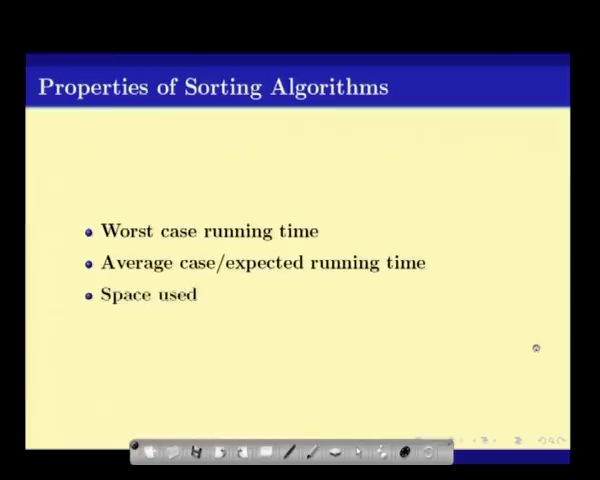 Properties of Sorting Algorithms
Worst case running time
Average case/expected running time
Space used